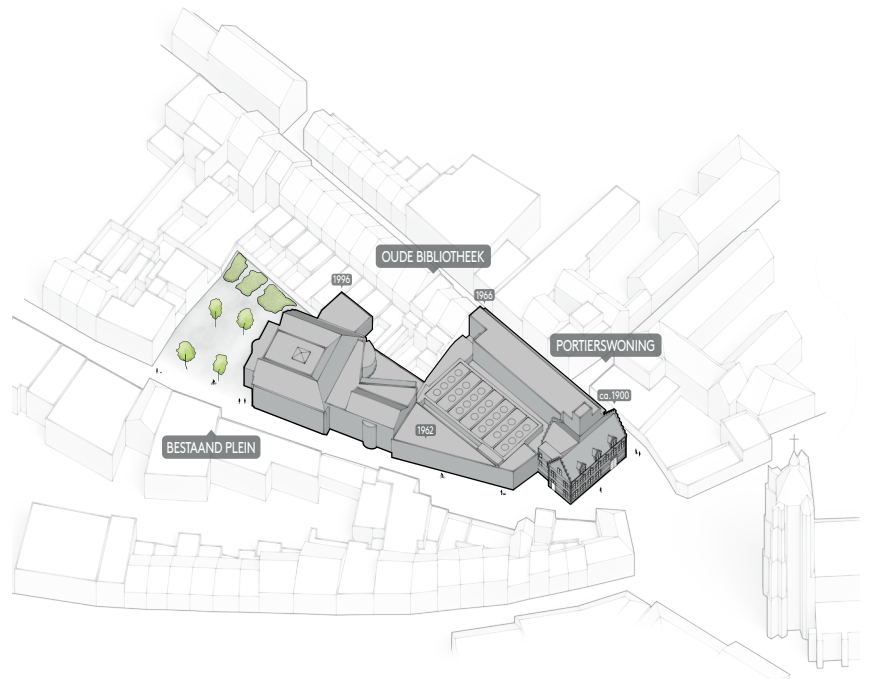 OUDE BIBLIOTHEEK
1996
1966
PORTIERSWONING
ca.1900
1962
BESTAAND PLEIN